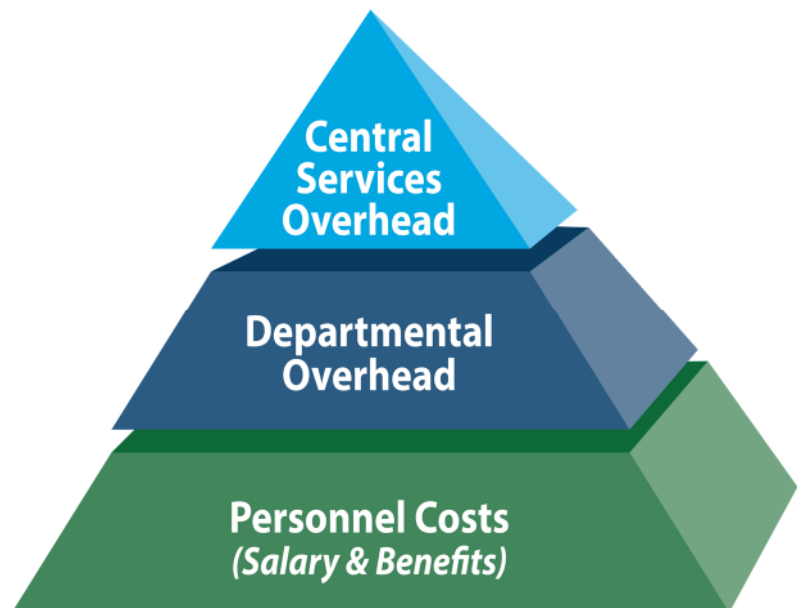 Central
Services
Overhead
Departmental
Overhead
Personnel Costs
(Salary & Benefits)